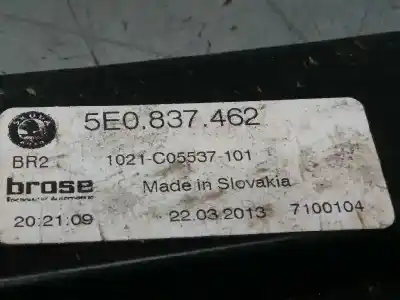 5E0.837.462
BR2 1021-C05537-101
brose Made in Slovakia
20:21:09 22.03.2013 7100104